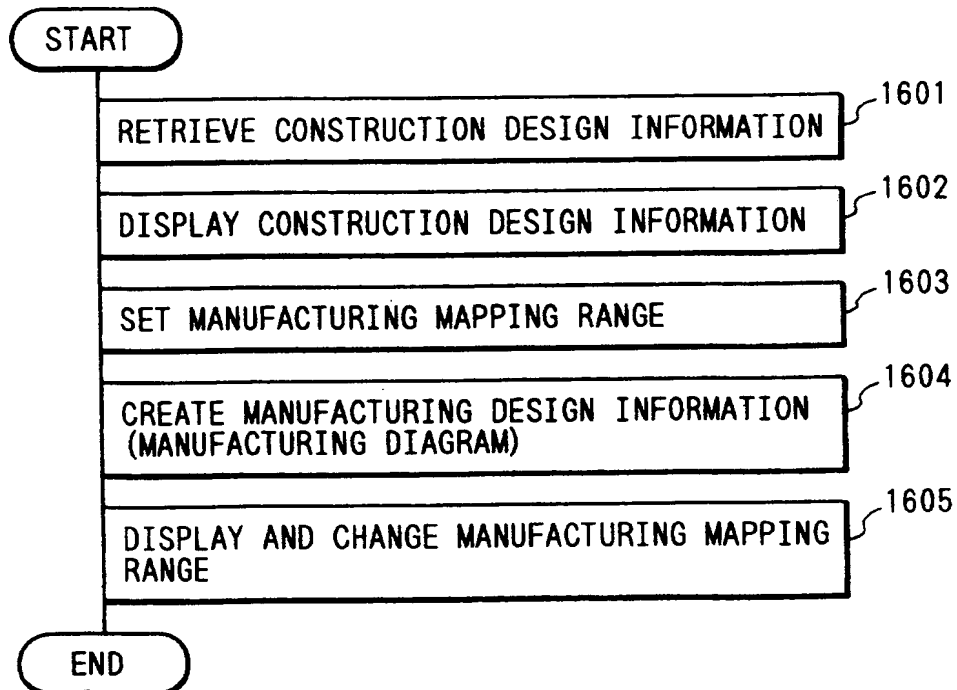 START
1601
RETRIEVE CONSTRUCTION DESIGN INFORMATION
1602
DISPLAY CONSTRUCTION DESIGN INFORMATION
1603
SET MANUFACTURING MAPPING RANGE
1604
CREATE MANUFACTURING DESIGN INFORMATION
(MANUFACTURING DIAGRAM)
1605
DISPLAY AND CHANGE MANUFACTURING MAPPING
RANGE
END